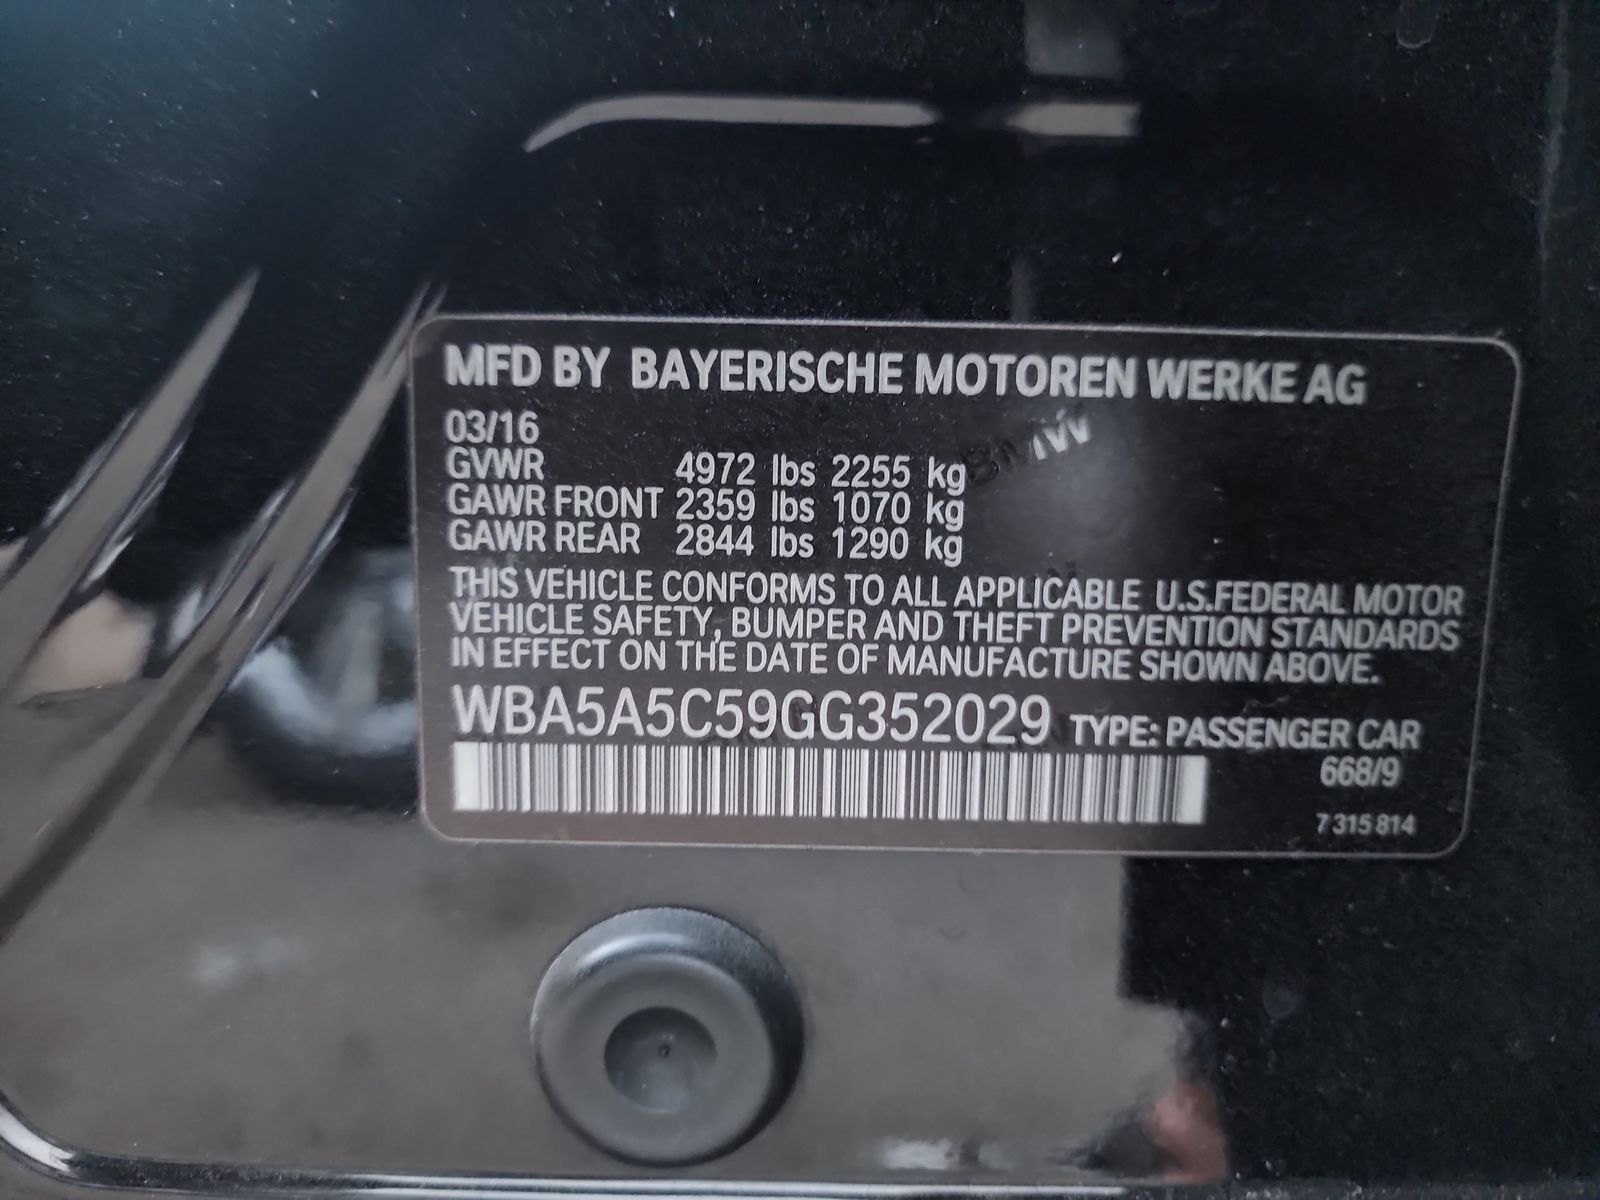 MFD BY BAYERISCHE MOTOREN WERKE AG
03/16
GVWR 4972 lbs 2255 kg
GAWR FRONT 2359 lbs 1070 kg
GAWR REAR 2844 lbs 1290 kg
THIS VEHICLE CONFORMS TO ALL APPLICABLE U.S.FEDERAL MOTOR
VEHICLE SAFETY, BUMPER AND THEFT PREVENTION STANDARDS
IN EFFECT ON THE DATE OF MANUFACTURE SHOWN ABOVE.
WBA5A5C59GG352029 TYPE: PASSENGER CAR
668/9
7 315 814
BMW